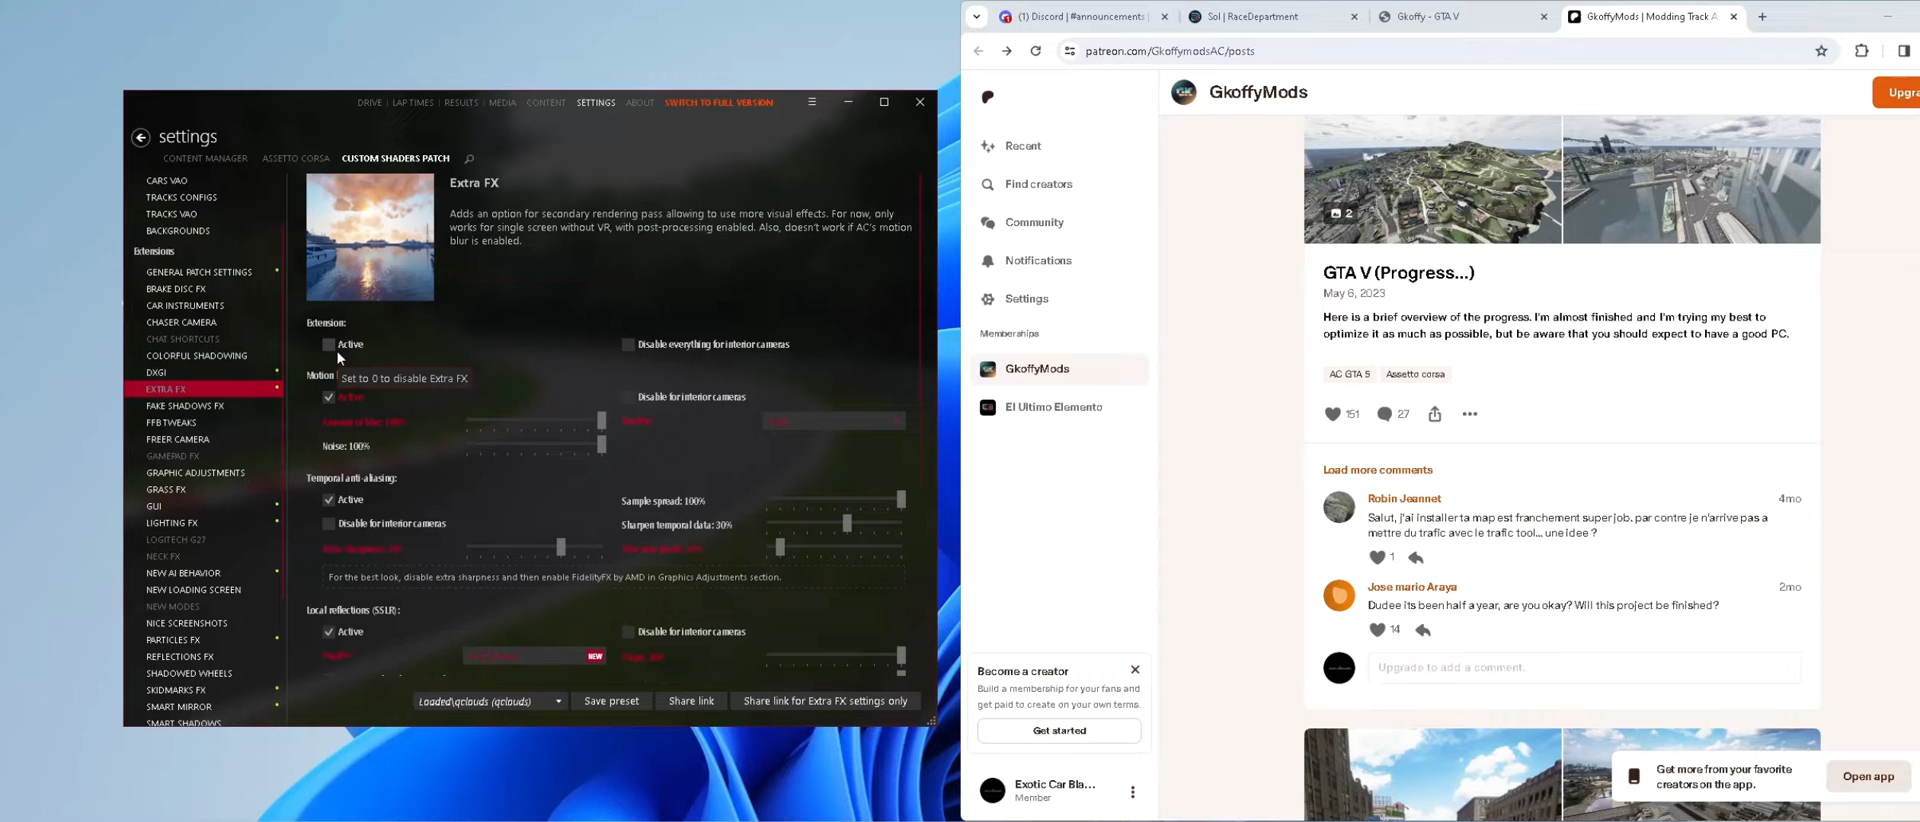 DRIVE | LAP TIMES | RESULTS | MEDIA CONTENT SETTINGS ABOUT SWITCH TO FULL VERSION
settings
CONTENT MANAGER ASSETTO CORSA CUSTOM SHADERS PATCH
CARS VAO
TRACKS CONFIGS
TRACKS VAO
BACKGROUNDS
Extensions
GENERAL PATCH SETTINGS
BRAKE DISC FX
CAR INSTRUMENTS
CHASER CAMERA
CHAT SHORTCUTS
COLORFUL SHADOWING
DXGI
EXTRA FX
FAKE SHADOWS FX
FFB TWEAKS
FREER CAMERA
GAMEPAD FX
GRAPHIC ADJUSTMENTS
GRASS FX
GUI
LIGHTING FX
LOGITECH G27
NECK FX
NEW AI BEHAVIOR
NEW LOADING SCREEN
NEW MODES
NICE SCREENSHOTS
PARTICLES FX
REFLECTIONS FX
SHADOWED WHEELS
SKIDMARKS FX
SMART MIRROR
SMART SHADOWS
Extra FX
Adds an option for secondary rendering pass allowing to use more visual effects. For now, only
works for single screen without VR, with post-processing enabled. Also, doesn't work if AC's motion
blur is enabled.
Extension:
Active Disable everything for interior cameras
Set to 0 to disable Extra FX
Motion
Active Disable for interior cameras
Amount of blur: 100%
Noise: 100%
Temporal anti-aliasing:
Active Sample spread: 100%
Disable for interior cameras Sharpen temporal data: 30%
For the best look, disable extra sharpness and then enable FidelityFX by AMD in Graphics Adjustments section.
Local reflections (SSLR):
Active Disable for interior cameras
NEW
Loaded\qclouds (qclouds) Save preset Share link Share link for Extra FX settings only
(1) Discord | #announcements | Sol | RaceDepartment Gkoffy - GTA V GkoffyMods | Modding Track A
patreon.com/GkoffymodsAC/posts
GkoffyMods
Upgra
Recent
Find creators
Community
Notifications
Settings
Memberships
GkoffyMods
El Ultimo Elemento
Become a creator
Build a membership for your fans and
get paid to create on your own terms.
Get started
Exotic Car Bla...
Member
2
GTA V (Progress...)
May 6, 2023
Here is a brief overview of the progress. I'm almost finished and I'm trying my best to
optimize it as much as possible, but be aware that you should expect to have a good PC.
AC GTA 5 Assetto corsa
151 27
Load more comments
Robin Jeannet 4mo
Salut, j'ai installer ta map est franchement super job. par contre je n'arrive pas a
mettre du trafic avec le trafic tool... une idee ?
1
Jose mario Araya 2mo
Dudee its been half a year, are you okay? Will this project be finished?
14
Upgrade to add a comment.
Get more from your favorite
creators on the app.
Open app